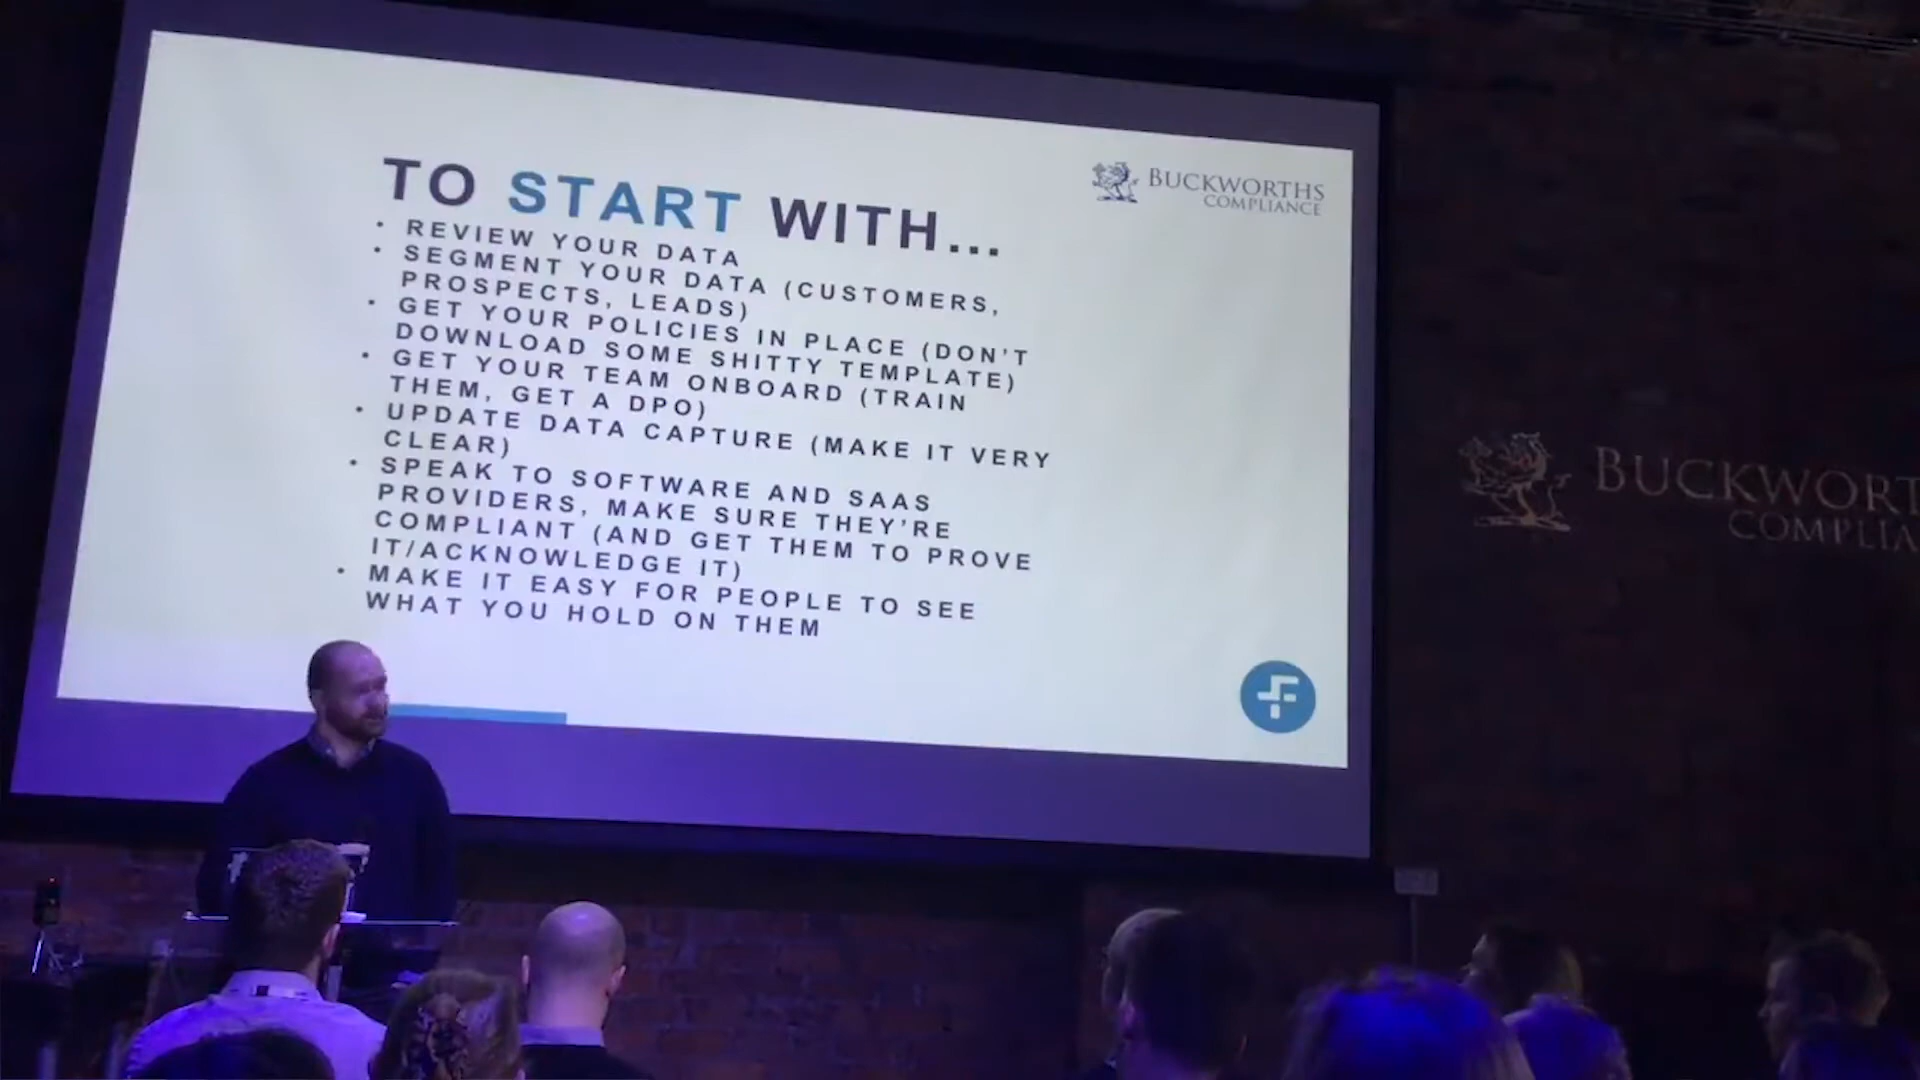 TO START WITH...
• REVIEW YOUR DATA
• SEGMENT YOUR DATA (CUSTOMERS,
PROSPECTS, LEADS)
• GET YOUR POLICIES IN PLACE (DON'T
DOWNLOAD SOME SHITTY TEMPLATE)
• GET YOUR TEAM ONBOARD (TRAIN
THEM, GET A DPO)
• UPDATE DATA CAPTURE (MAKE IT VERY
CLEAR)
• SPEAK TO SOFTWARE AND SAAS
PROVIDERS, MAKE SURE THEY'RE
COMPLIANT (AND GET THEM TO PROVE
IT/ACKNOWLEDGE IT)
• MAKE IT EASY FOR PEOPLE TO SEE
WHAT YOU HOLD ON THEM
BUCKWORTHS
COMPLIANCE
BUCKWORT
COMPLIA